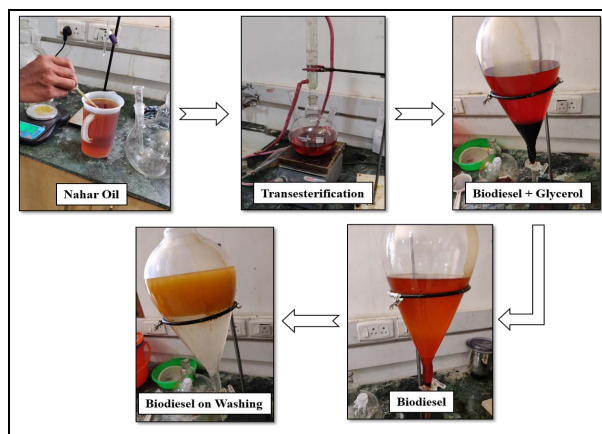 Nahar Oil
Transesterification
Biodiesel + Glycerol
Biodiesel
Biodiesel on Washing